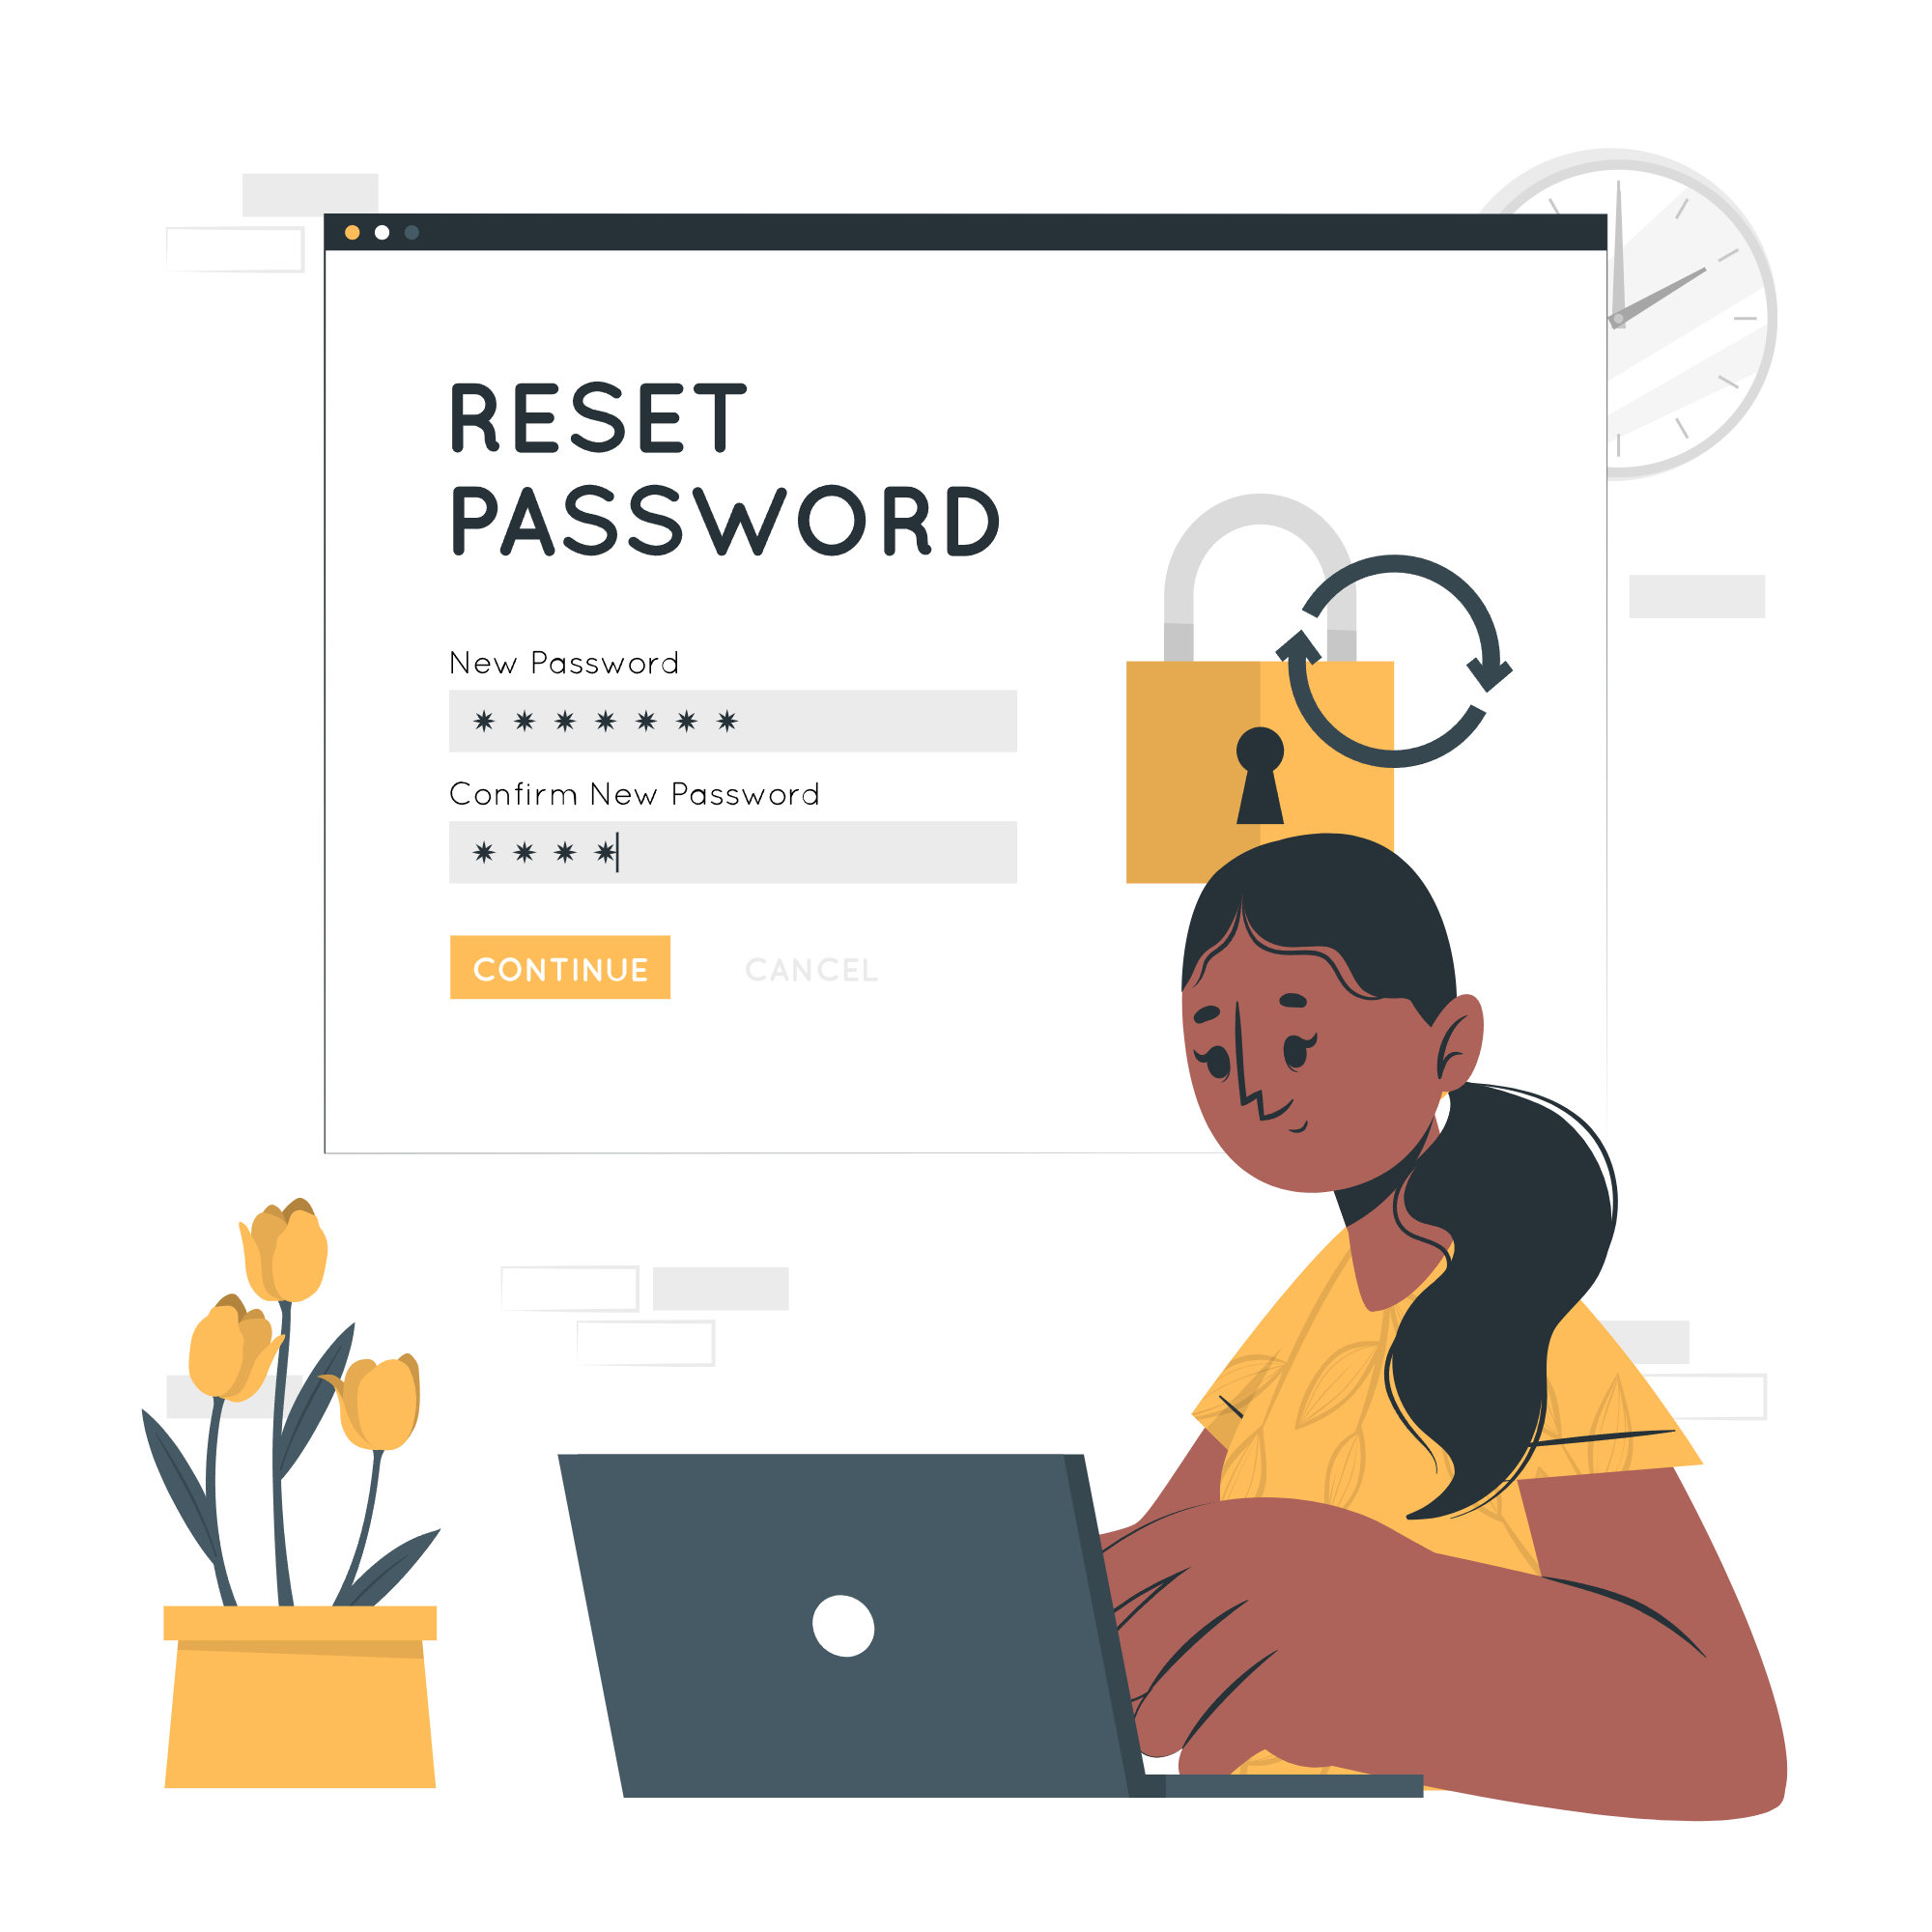 RESET
PASSWORD
New Password
*******
Confirm New Password
****
CONTINUE CANCEL